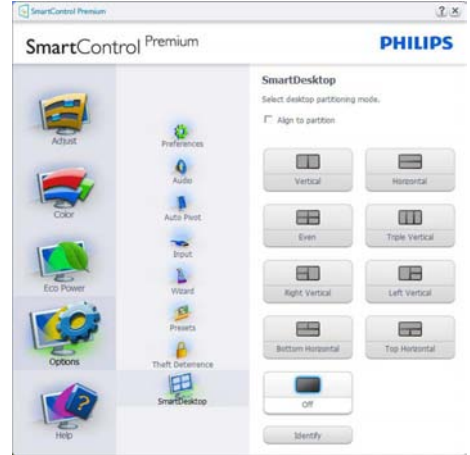 SmartControl Premium
SmartControl Premium
PHILIPS
Adjust
Color
Eco Power
Options
Help
Preferences
Audio
Auto Pivot
Input
Wizard
Presets
Theft Deterrence
SmartDesktop
SmartDesktop
Select desktop partitioning mode.
Align to partition
Vertical
Horizontal
Even
Triple Vertical
Right Vertical
Left Vertical
Bottom Horizontal
Top Horizontal
Off
Identify